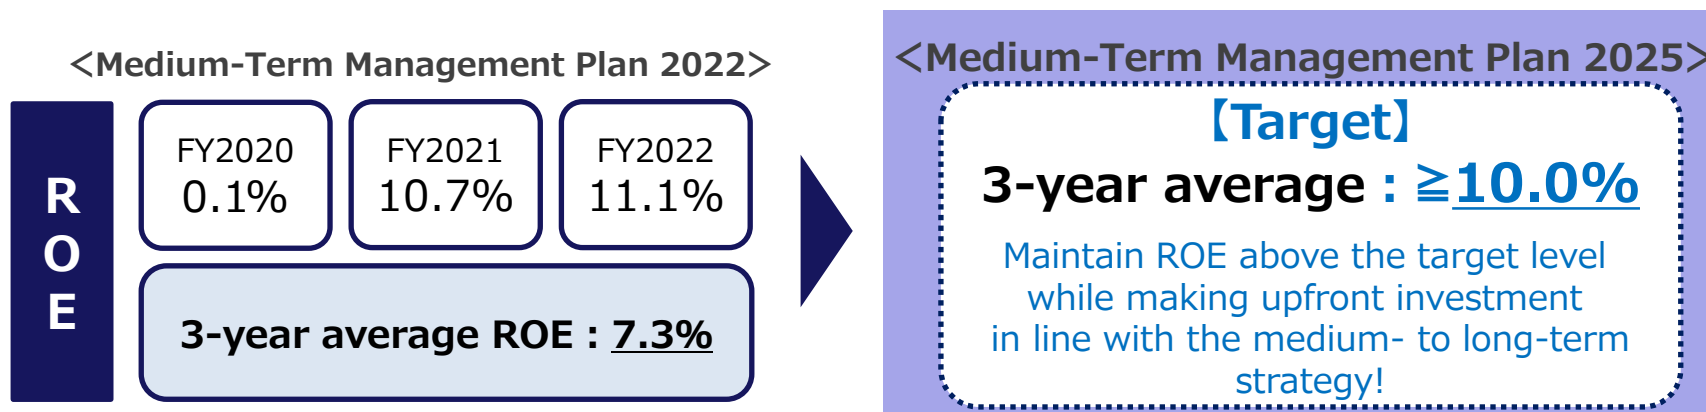 <Medium-Term Management Plan 2022>
ROE
FY2020
0.1%
FY2021
10.7%
FY2022
11.1%
3-year average ROE : 7.3%
<Medium-Term Management Plan 2025>
【Target】
3-year average : ≧10.0%
Maintain ROE above the target level
while making upfront investment
in line with the medium- to long-term
strategy!